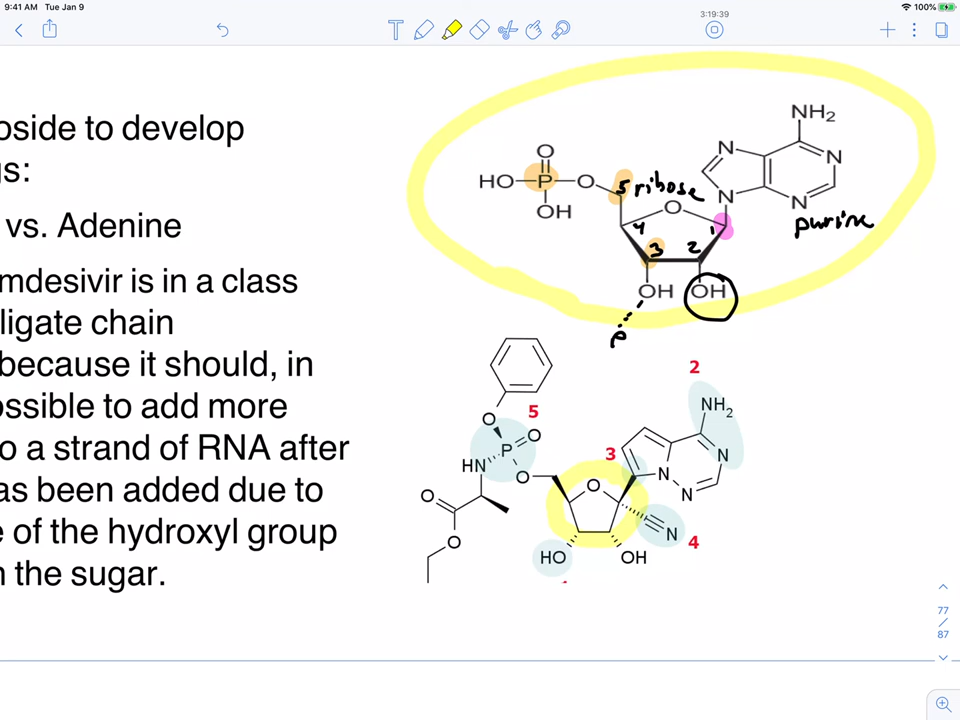 9:41 AM Tue Jan 9
100%
3:19:39
oside to develop
gs:
vs. Adenine
mdesivir is in a class
ligate chain
because it should, in
ossible to add more
o a strand of RNA after
as been added due to
e of the hydroxyl group
n the sugar.
NH2
N
N
N
N
O
HO P O
OH
5 ribose
O
purine
4
1
3
2
OH
OH
P
2
NH2
O
5
P
O
HN
O
3
N
N
N
O
O
O
N
4
HO
OH
77
/
87